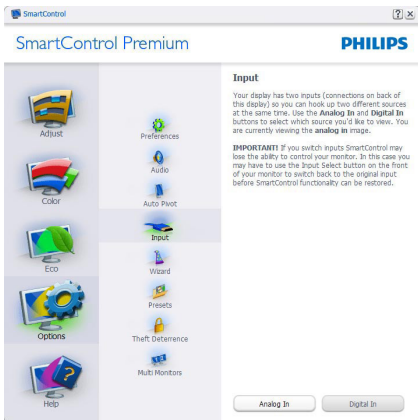 SmartControl
SmartControl Premium
PHILIPS
Adjust
Color
Eco
Options
Help
Preferences
Audio
Auto Pivot
Input
Wizard
Presets
Theft Deterrence
Multi Monitors
Input
Your display has two inputs (connections on back of
this display) so you can hook up two different sources
at the same time. Use the Analog In and Digital In
buttons to select which source you'd like to view. You
are currently viewing the analog in image.
IMPORTANT! If you switch inputs SmartControl may
lose the ability to control your monitor. In this case you
may have to use the Input Select button on the front
of your monitor to switch back to the original input
before SmartControl functionality can be restored.
Analog In
Digital In